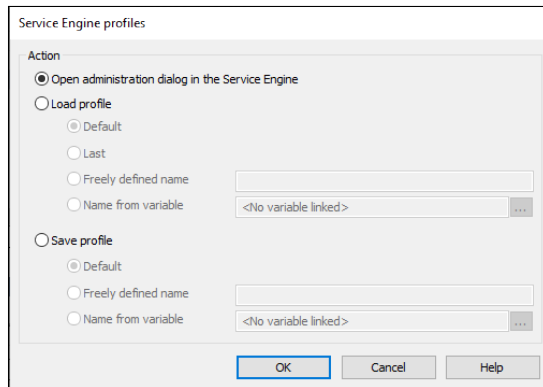 Service Engine profiles
Action
Open administration dialog in the Service Engine
Load profile
Default
Last
Freely defined name
Name from variable <No variable linked> ...
Save profile
Default
Freely defined name
Name from variable <No variable linked> ...
OK Cancel Help